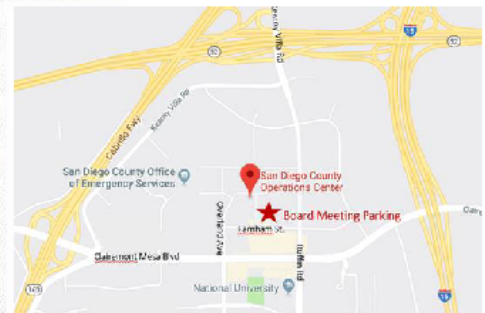 15
52
52
Kearny Villa Rd
Cabrillo Fwy
San Diego County Office
of Emergency Services
San Diego County
Operations Center
Board Meeting Parking
Overland Ave
Farnham St.
Clairemont Mesa Blvd
Ruffin Rd
National University
163
15